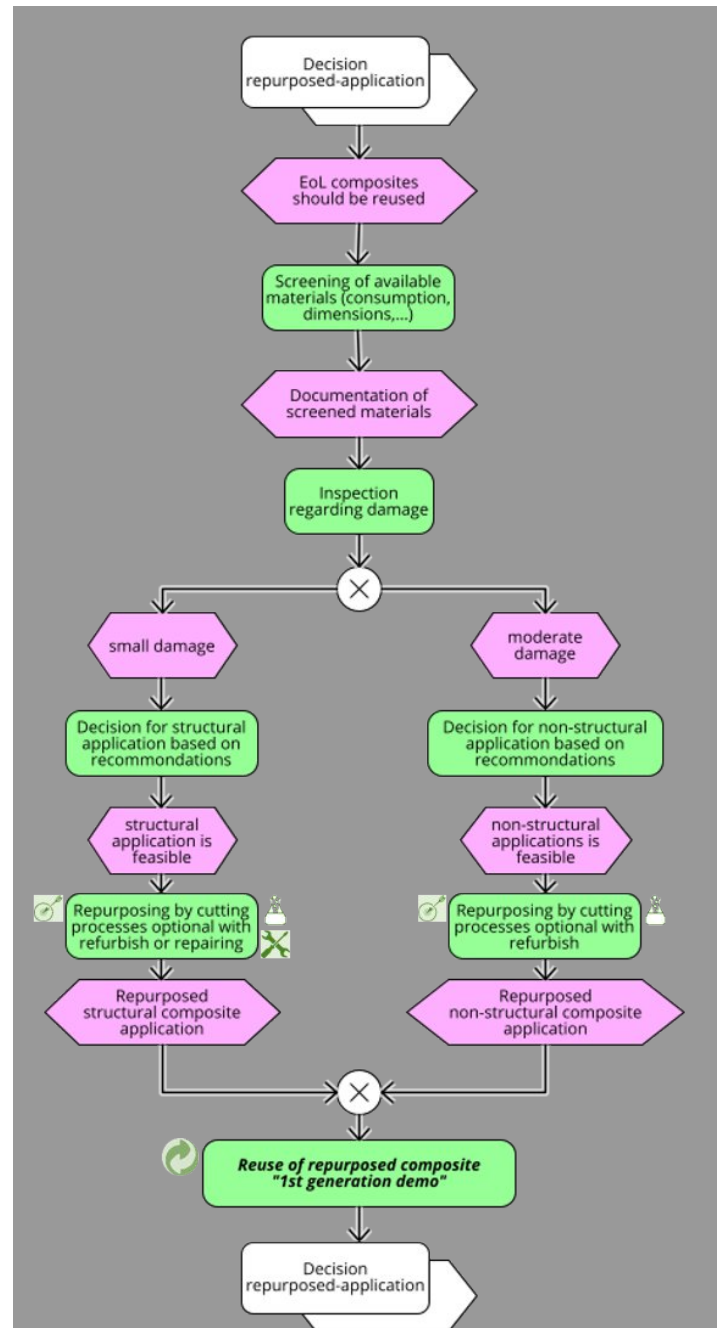 Decision
repurposed-application
EoL composites
should be reused
Screening of available
materials (consumption,
dimensions,...)
Documentation of
screened materials
Inspection
regarding damage
small damage
moderate
damage
Decision for structural
application based on
recommondations
Decision for non-structural
application based on
recommondations
structural
application is
feasible
non-structural
applications is
feasible
Repurposing by cutting
processes optional with
refurbish or repairing
Repurposing by cutting
processes optional with
refurbish
Repurposed
structural composite
application
Repurposed
non-structural composite
application
Reuse of repurposed composite
"1st generation demo"
Decision
repurposed-application